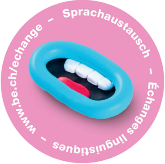 www.be.ch/echange – Sprachaustausch – Échanges linguistiques –